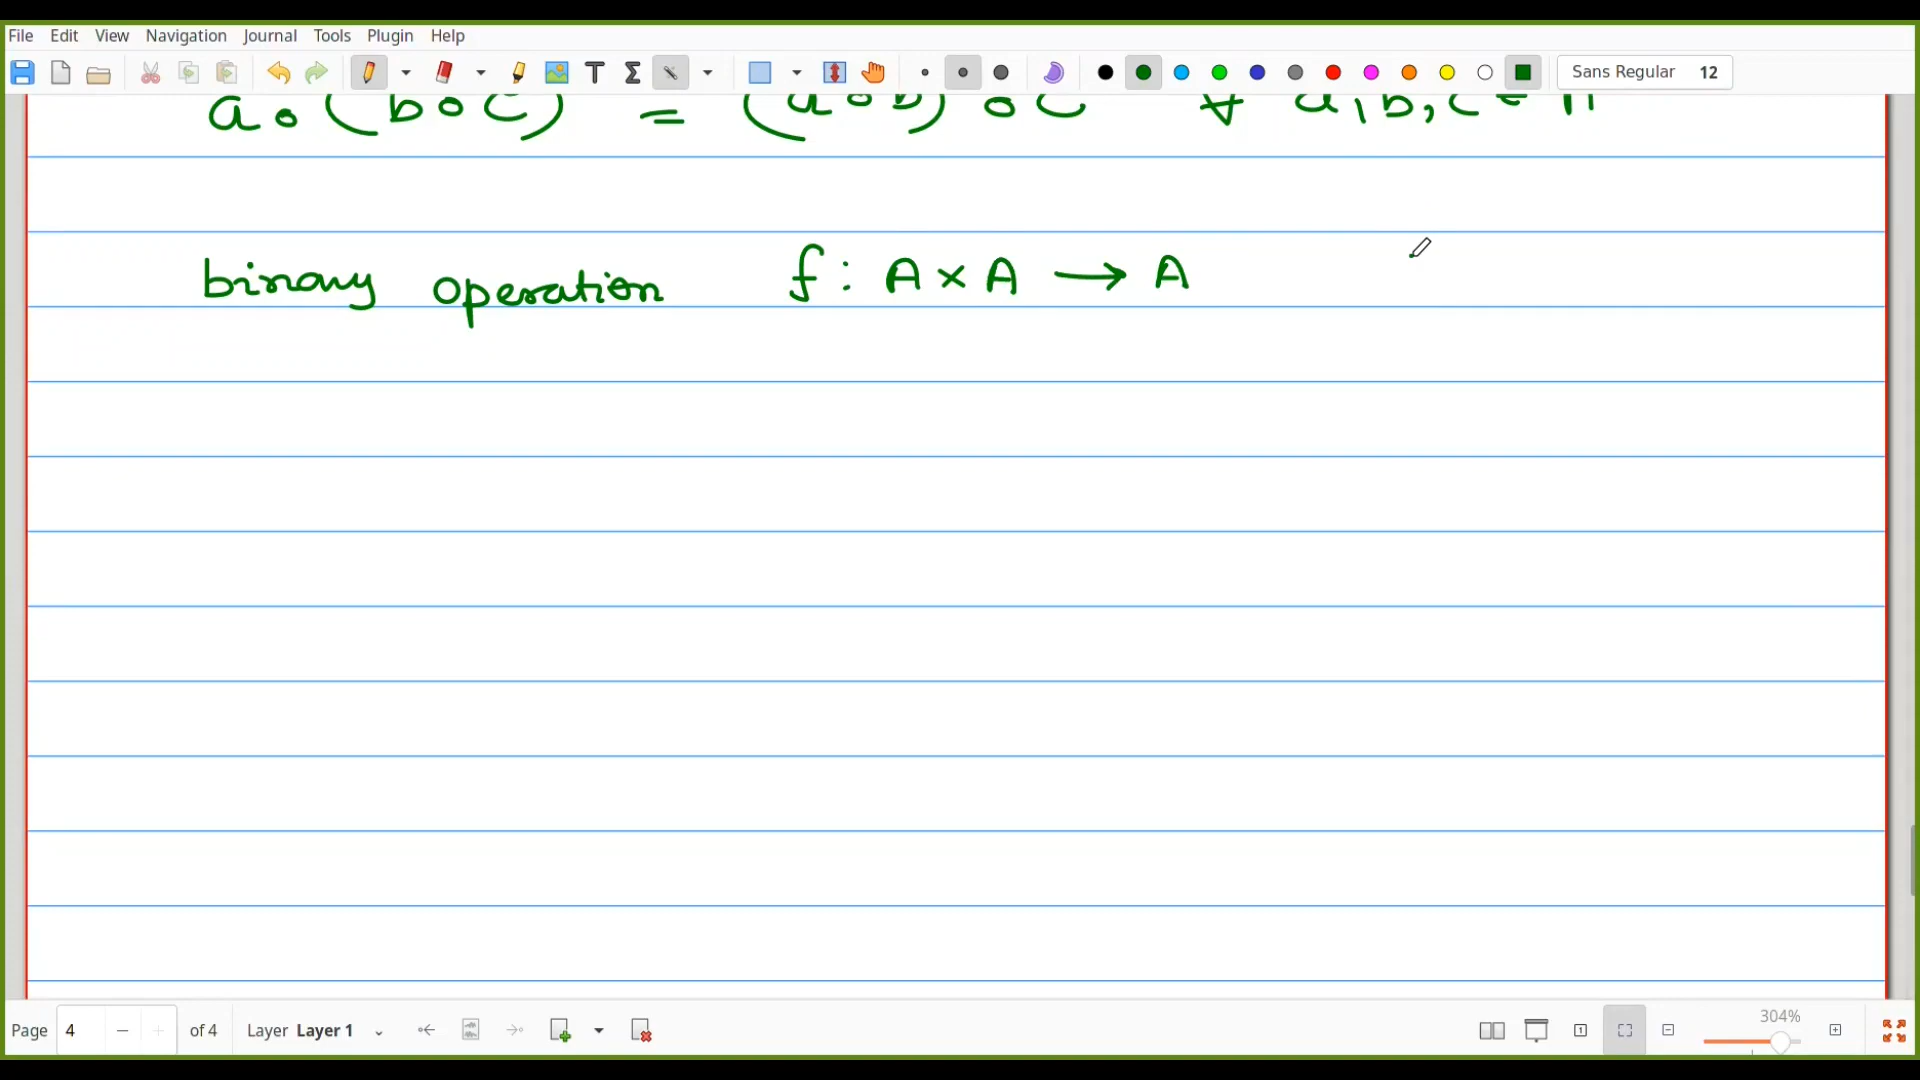 File Edit View Navigation Journal Tools Plugin Help
Sans Regular 12
a∘(b∘c) = (a∘b)∘c ∀ a,b,c ∈
binary operation f: A × A → A
Page 4 of 4 Layer Layer 1 304%